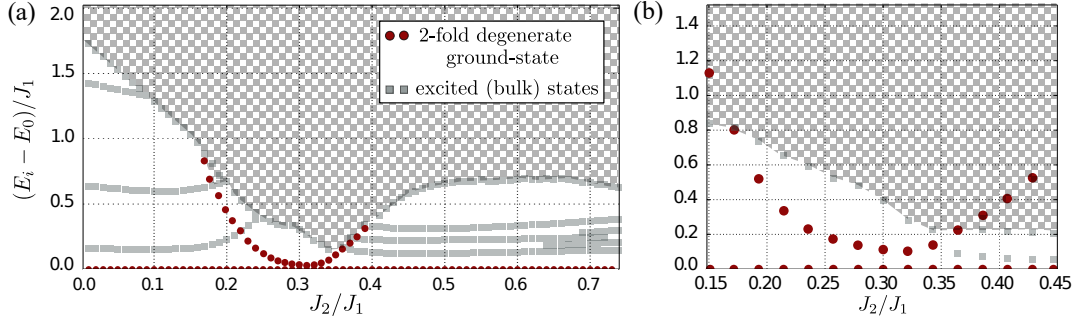 (a)
2.0
1.5
1.0
0.5
0.0
(E_i − E_0)/J_1
0.0 0.1 0.2 0.3 0.4 0.5 0.6 0.7
J_2/J_1
2-fold degenerate
ground-state
excited (bulk) states
(b)
1.4
1.2
1.0
0.8
0.6
0.4
0.2
0.0
0.15 0.20 0.25 0.30 0.35 0.40 0.45
J_2/J_1